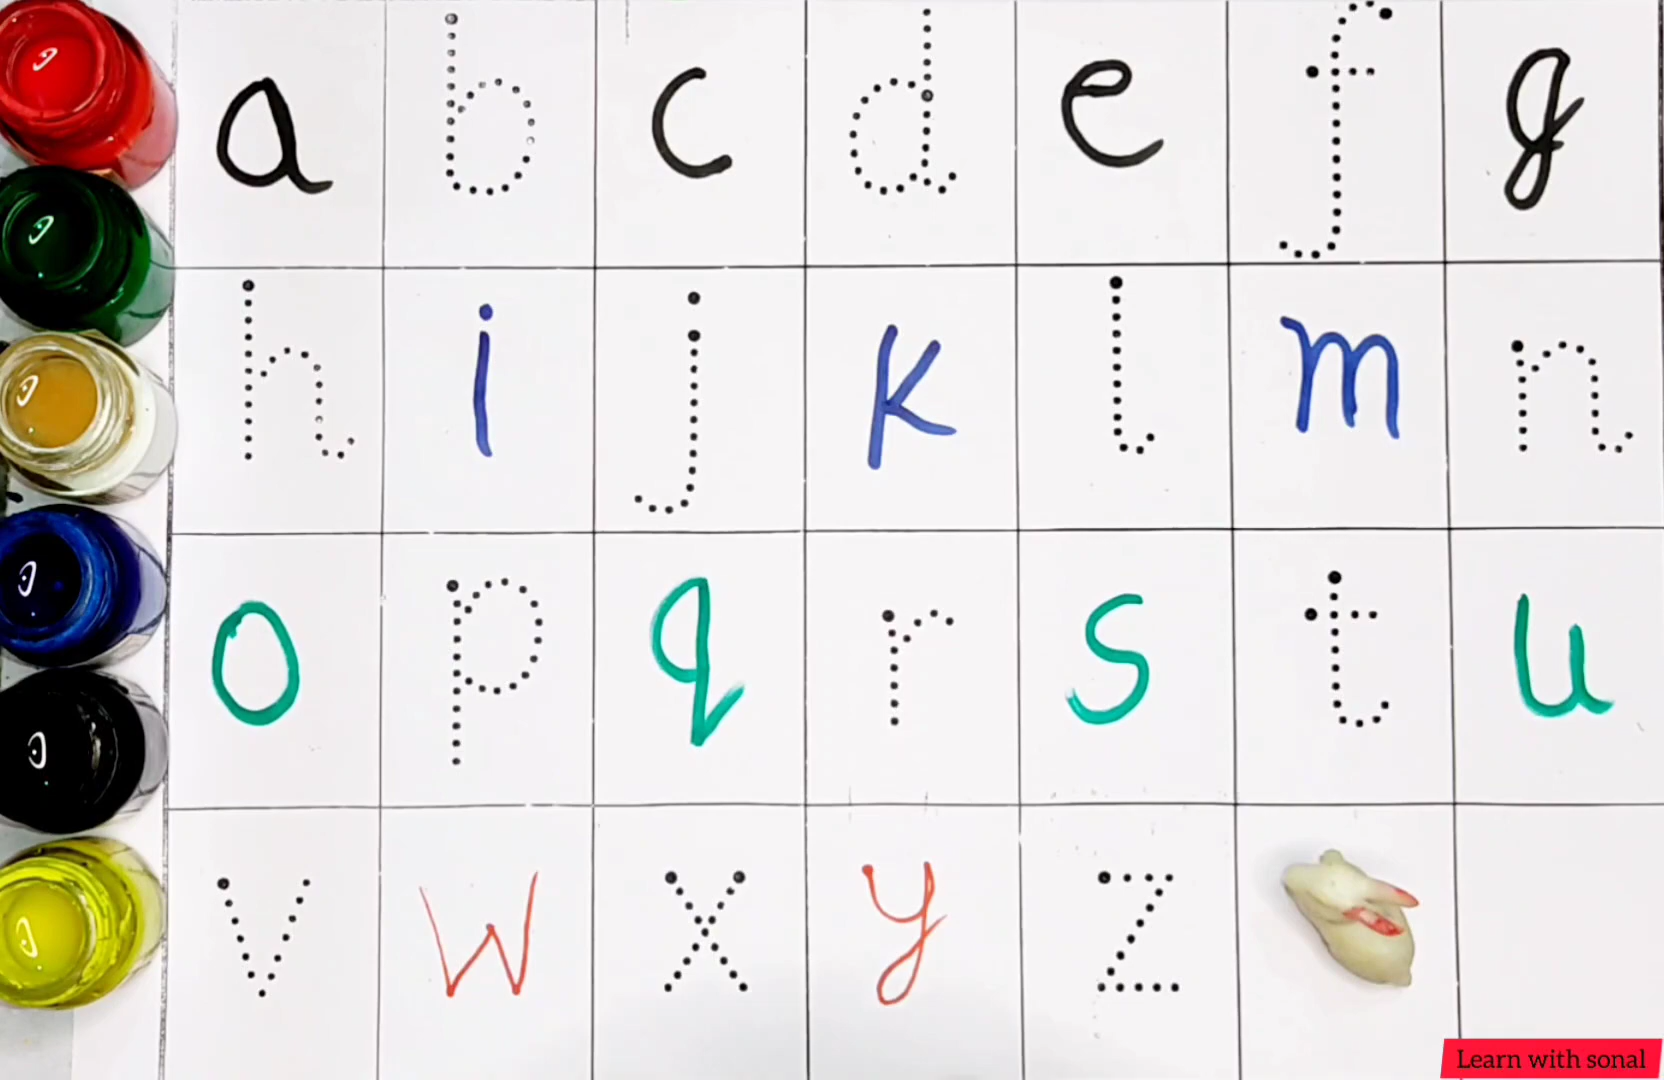 a b c d e f g
h i j k l m n
o p q r s t u
v w x y z
Learn with sonal